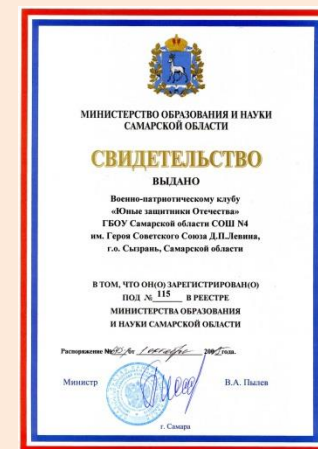 МИНИСТЕРСТВО ОБРАЗОВАНИЯ И НАУКИ
САМАРСКОЙ ОБЛАСТИ
СВИДЕТЕЛЬСТВО
ВЫДАНО
Военно-патриотическому клубу
«Юные защитники Отечества»
ГБОУ Самарской области СОШ N4
им. Героя Советского Союза Д.П.Левина,
г.о. Сызрань, Самарской области
В ТОМ, ЧТО ОН(О) ЗАРЕГИСТРИРОВАН(О)
ПОД № 115 В РЕЕСТРЕ
МИНИСТЕРСТВА ОБРАЗОВАНИЯ
И НАУКИ САМАРСКОЙ ОБЛАСТИ
Распоряжение № от года.
Министр В.А. Пылев
г. Самара